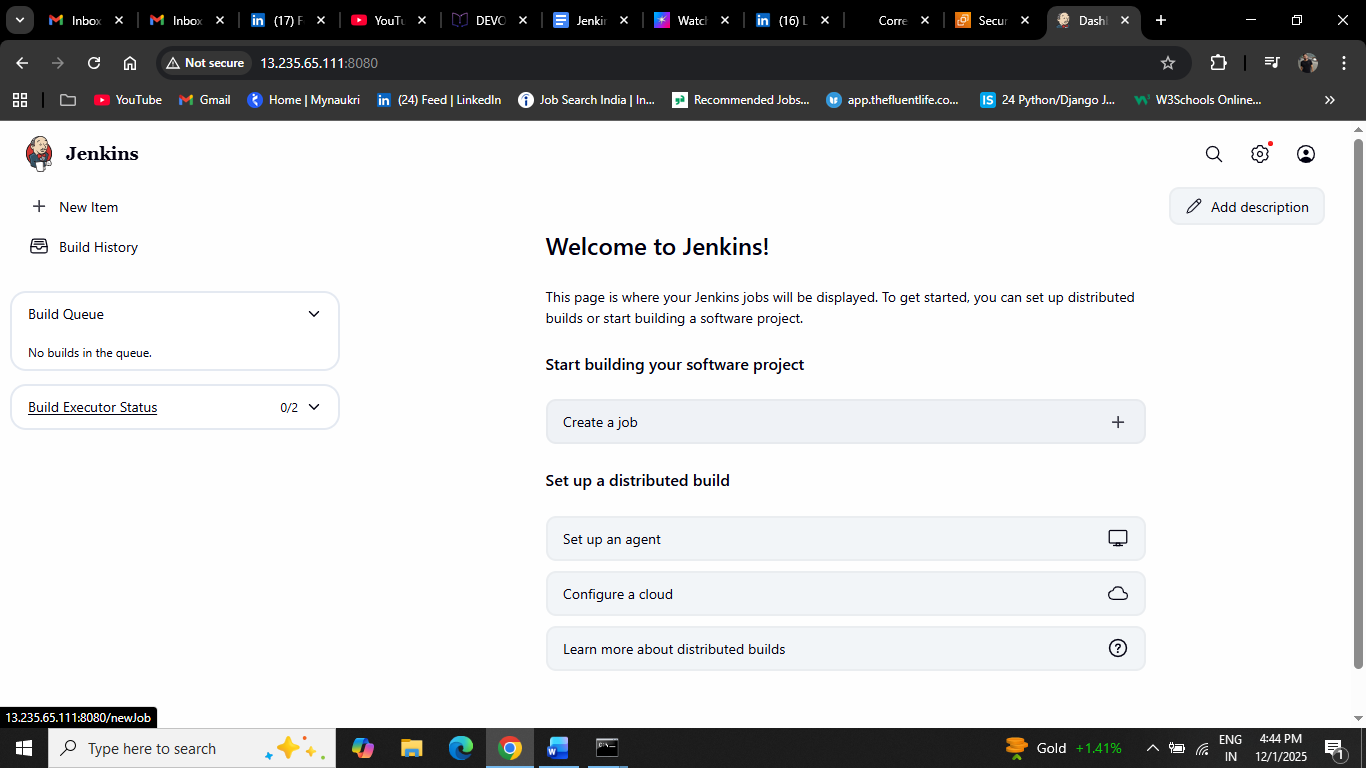 Inbox
Inbox
(17) F
YouTu
DEVO
Jenkin
Watch
(16) L
Corre
Secur
Dashl
Not secure
13.235.65.111:8080
YouTube
Gmail
Home | Mynaukri
(24) Feed | LinkedIn
Job Search India | In...
Recommended Jobs...
app.thefluentlife.co...
24 Python/Django J...
W3Schools Online...
Jenkins
New Item
Add description
Build History
Welcome to Jenkins!
This page is where your Jenkins jobs will be displayed. To get started, you can set up distributed
builds or start building a software project.
Build Queue
No builds in the queue.
Start building your software project
Build Executor Status
0/2
Create a job
Set up a distributed build
Set up an agent
Configure a cloud
Learn more about distributed builds
13.235.65.111:8080/newJob
Type here to search
Gold +1.41%
ENG
IN
4:44 PM
12/1/2025
1